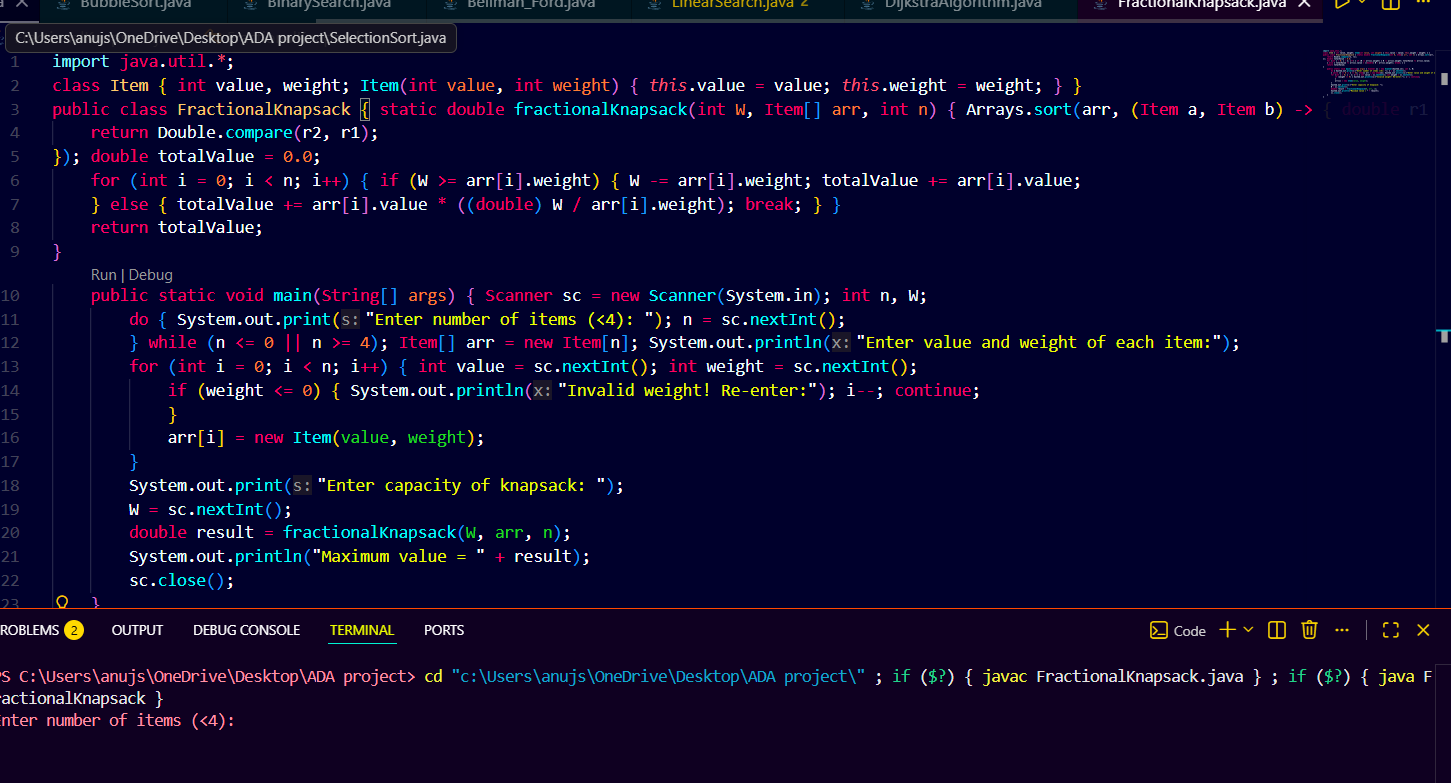 BubbleSort.java BinarySearch.java Bellman_Ford.java LinearSearch.java 2 DijkstraAlgorithm.java FractionalKnapsack.java
C:\Users\anujs\OneDrive\Desktop\ADA project\SelectionSort.java
1 import java.util.*;
2 class Item { int value, weight; Item(int value, int weight) { this.value = value; this.weight = weight; } }
3 public class FractionalKnapsack { static double fractionalKnapsack(int W, Item[] arr, int n) { Arrays.sort(arr, (Item a, Item b) -> { double r1
4 return Double.compare(r2, r1);
5 }); double totalValue = 0.0;
6 for (int i = 0; i < n; i++) { if (W >= arr[i].weight) { W -= arr[i].weight; totalValue += arr[i].value;
7 } else { totalValue += arr[i].value * ((double) W / arr[i].weight); break; } }
8 return totalValue;
9 }
Run | Debug
10 public static void main(String[] args) { Scanner sc = new Scanner(System.in); int n, W;
11 do { System.out.print(s: "Enter number of items (<4): "); n = sc.nextInt();
12 } while (n <= 0 || n >= 4); Item[] arr = new Item[n]; System.out.println(x: "Enter value and weight of each item:");
13 for (int i = 0; i < n; i++) { int value = sc.nextInt(); int weight = sc.nextInt();
14 if (weight <= 0) { System.out.println(x: "Invalid weight! Re-enter:"); i--; continue;
15 }
16 arr[i] = new Item(value, weight);
17 }
18 System.out.print(s: "Enter capacity of knapsack: ");
19 W = sc.nextInt();
20 double result = fractionalKnapsack(W, arr, n);
21 System.out.println("Maximum value = " + result);
22 sc.close();
23 }
ROBLEMS 2 OUTPUT DEBUG CONSOLE TERMINAL PORTS Code
PS C:\Users\anujs\OneDrive\Desktop\ADA project> cd "c:\Users\anujs\OneDrive\Desktop\ADA project\" ; if ($?) { javac FractionalKnapsack.java } ; if ($?) { java F
ractionalKnapsack }
Enter number of items (<4):